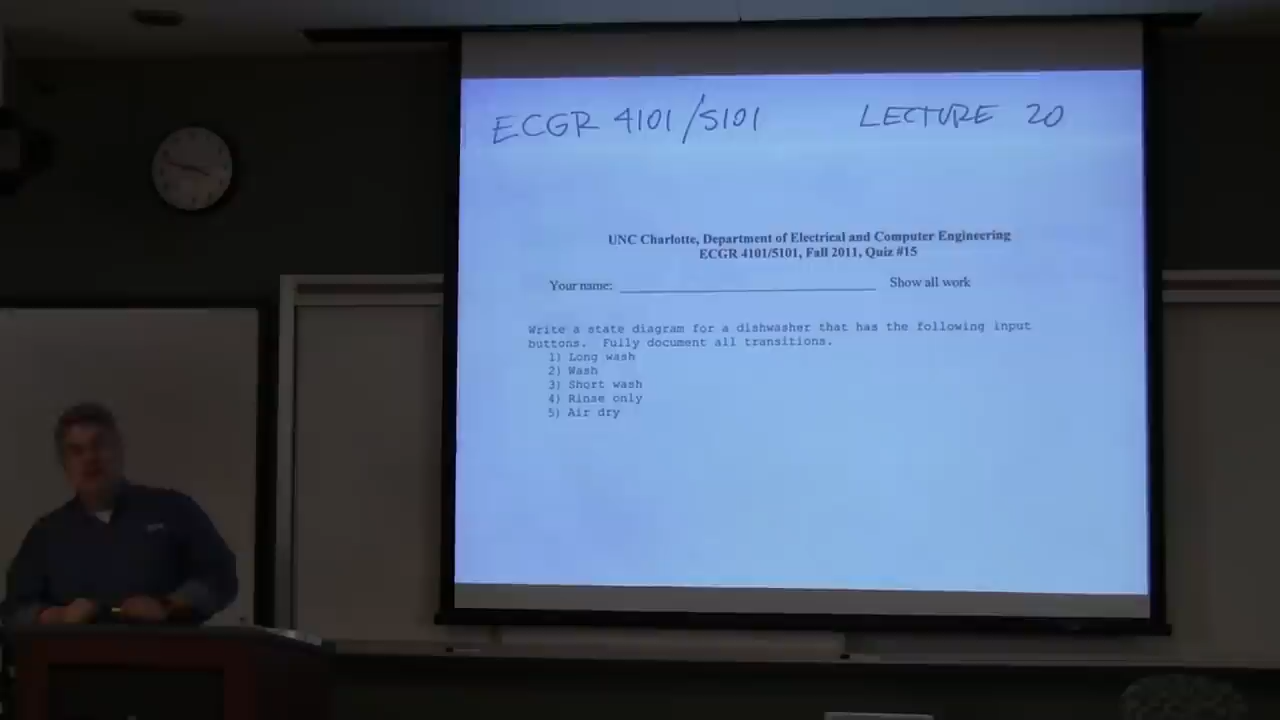 ECGR 4101/5101 LECTURE 20
UNC Charlotte, Department of Electrical and Computer Engineering
ECGR 4101/5101, Fall 2011, Quiz #15
Your name: ____________________ Show all work
Write a state diagram for a dishwasher that has the following input
buttons. Fully document all transitions.
1) Long wash
2) Wash
3) Short wash
4) Rinse only
5) Air dry